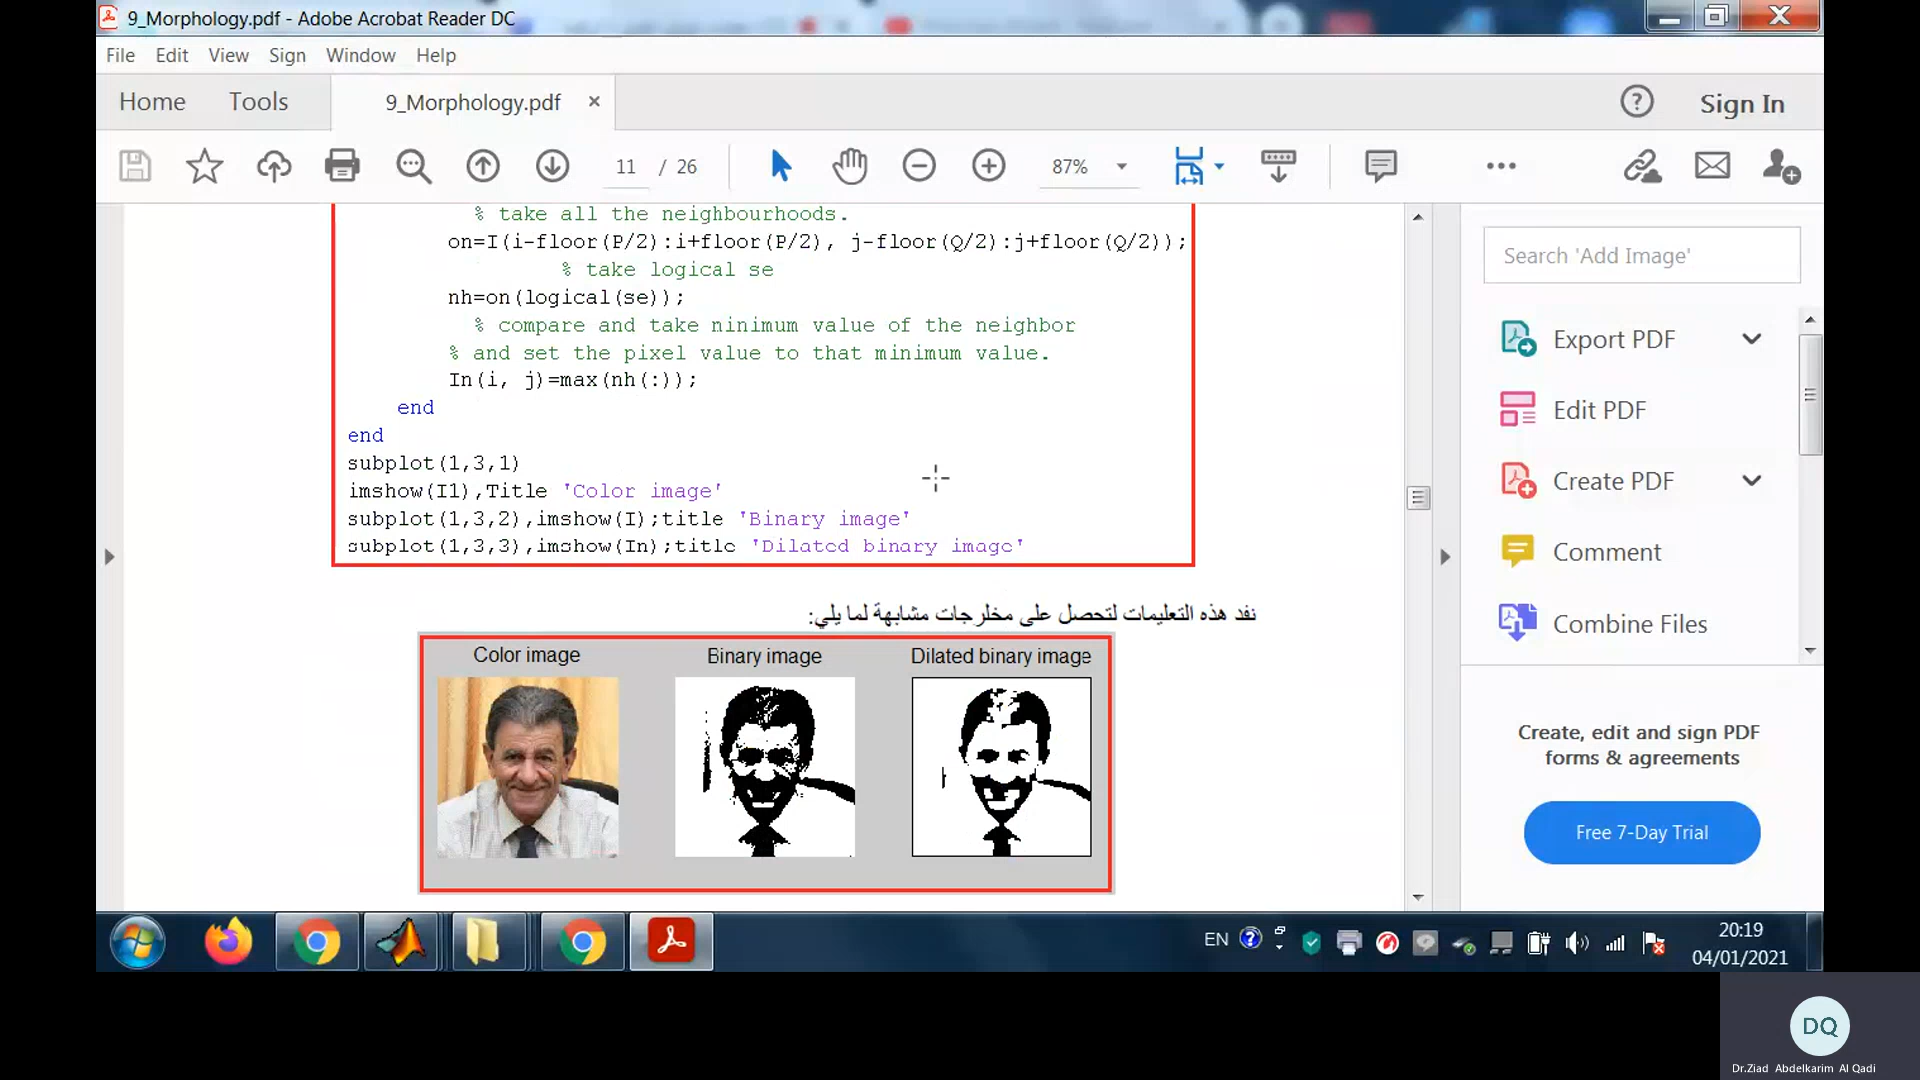 9_Morphology.pdf - Adobe Acrobat Reader DC
File Edit View Sign Window Help
Home Tools 9_Morphology.pdf × Sign In
11 / 26 87%
% take all the neighbourhoods.
on=I(i-floor(P/2):i+floor(P/2), j-floor(Q/2):j+floor(Q/2));
% take logical se
nh=on(logical(se));
% compare and take ninimum value of the neighbor
% and set the pixel value to that minimum value.
In(i, j)=max(nh(:));
end
end
subplot(1,3,1)
imshow(I1),Title 'Color image'
subplot(1,3,2),imshow(I);title 'Binary image'
subplot(1,3,3),imshow(In);title 'Dilated binary image'
نفد هذه التعليمات لتحصل على مخلرجات مشابهة لما يلي:
Color image Binary image Dilated binary image
Search 'Add Image'
Export PDF
Edit PDF
Create PDF
Comment
Combine Files
Create, edit and sign PDF
forms & agreements
Free 7-Day Trial
EN
20:19
04/01/2021
DQ
Dr.Ziad Abdelkarim Al Qadi